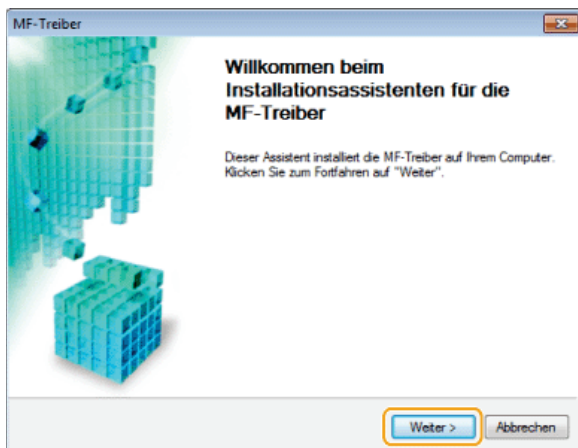 MF-Treiber
Willkommen beim
Installationsassistenten für die
MF-Treiber
Dieser Assistent installiert die MF-Treiber auf Ihrem Computer.
Klicken Sie zum Fortfahren auf "Weiter".
Weiter >
Abbrechen